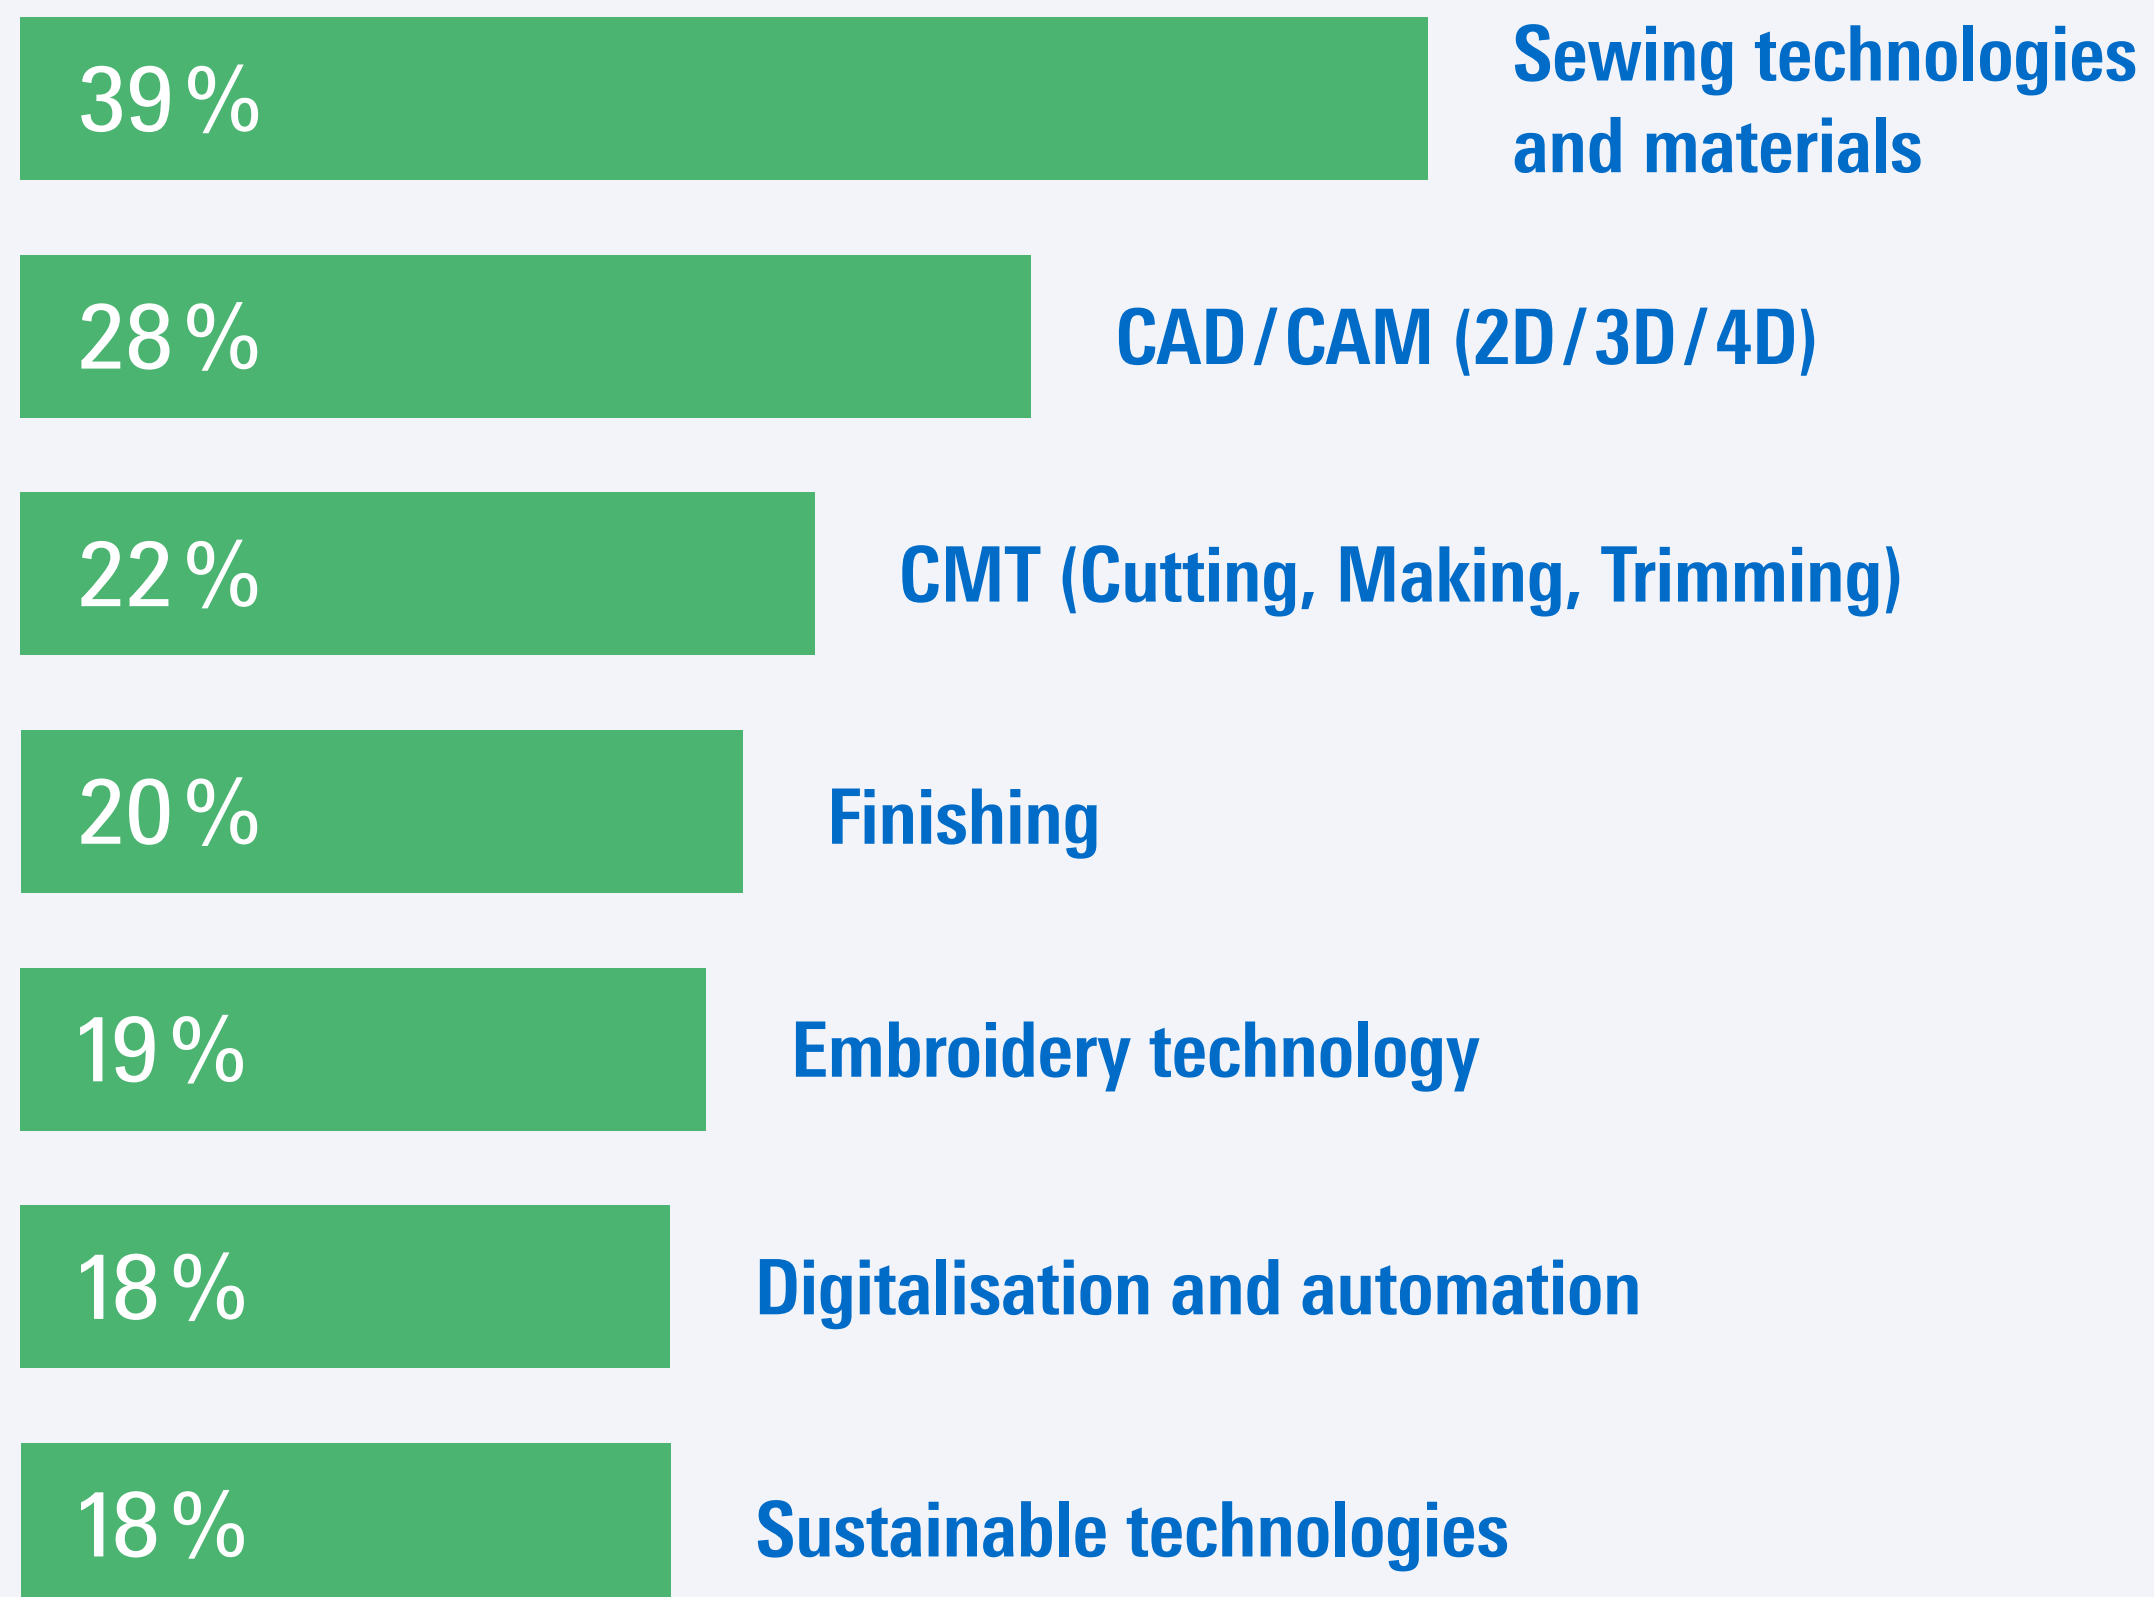 39 %
Sewing technologies
and materials
28 %
CAD / CAM (2D / 3D / 4D)
22 %
CMT (Cutting, Making, Trimming)
20 %
Finishing
19 %
Embroidery technology
18 %
Digitalisation and automation
18 %
Sustainable technologies